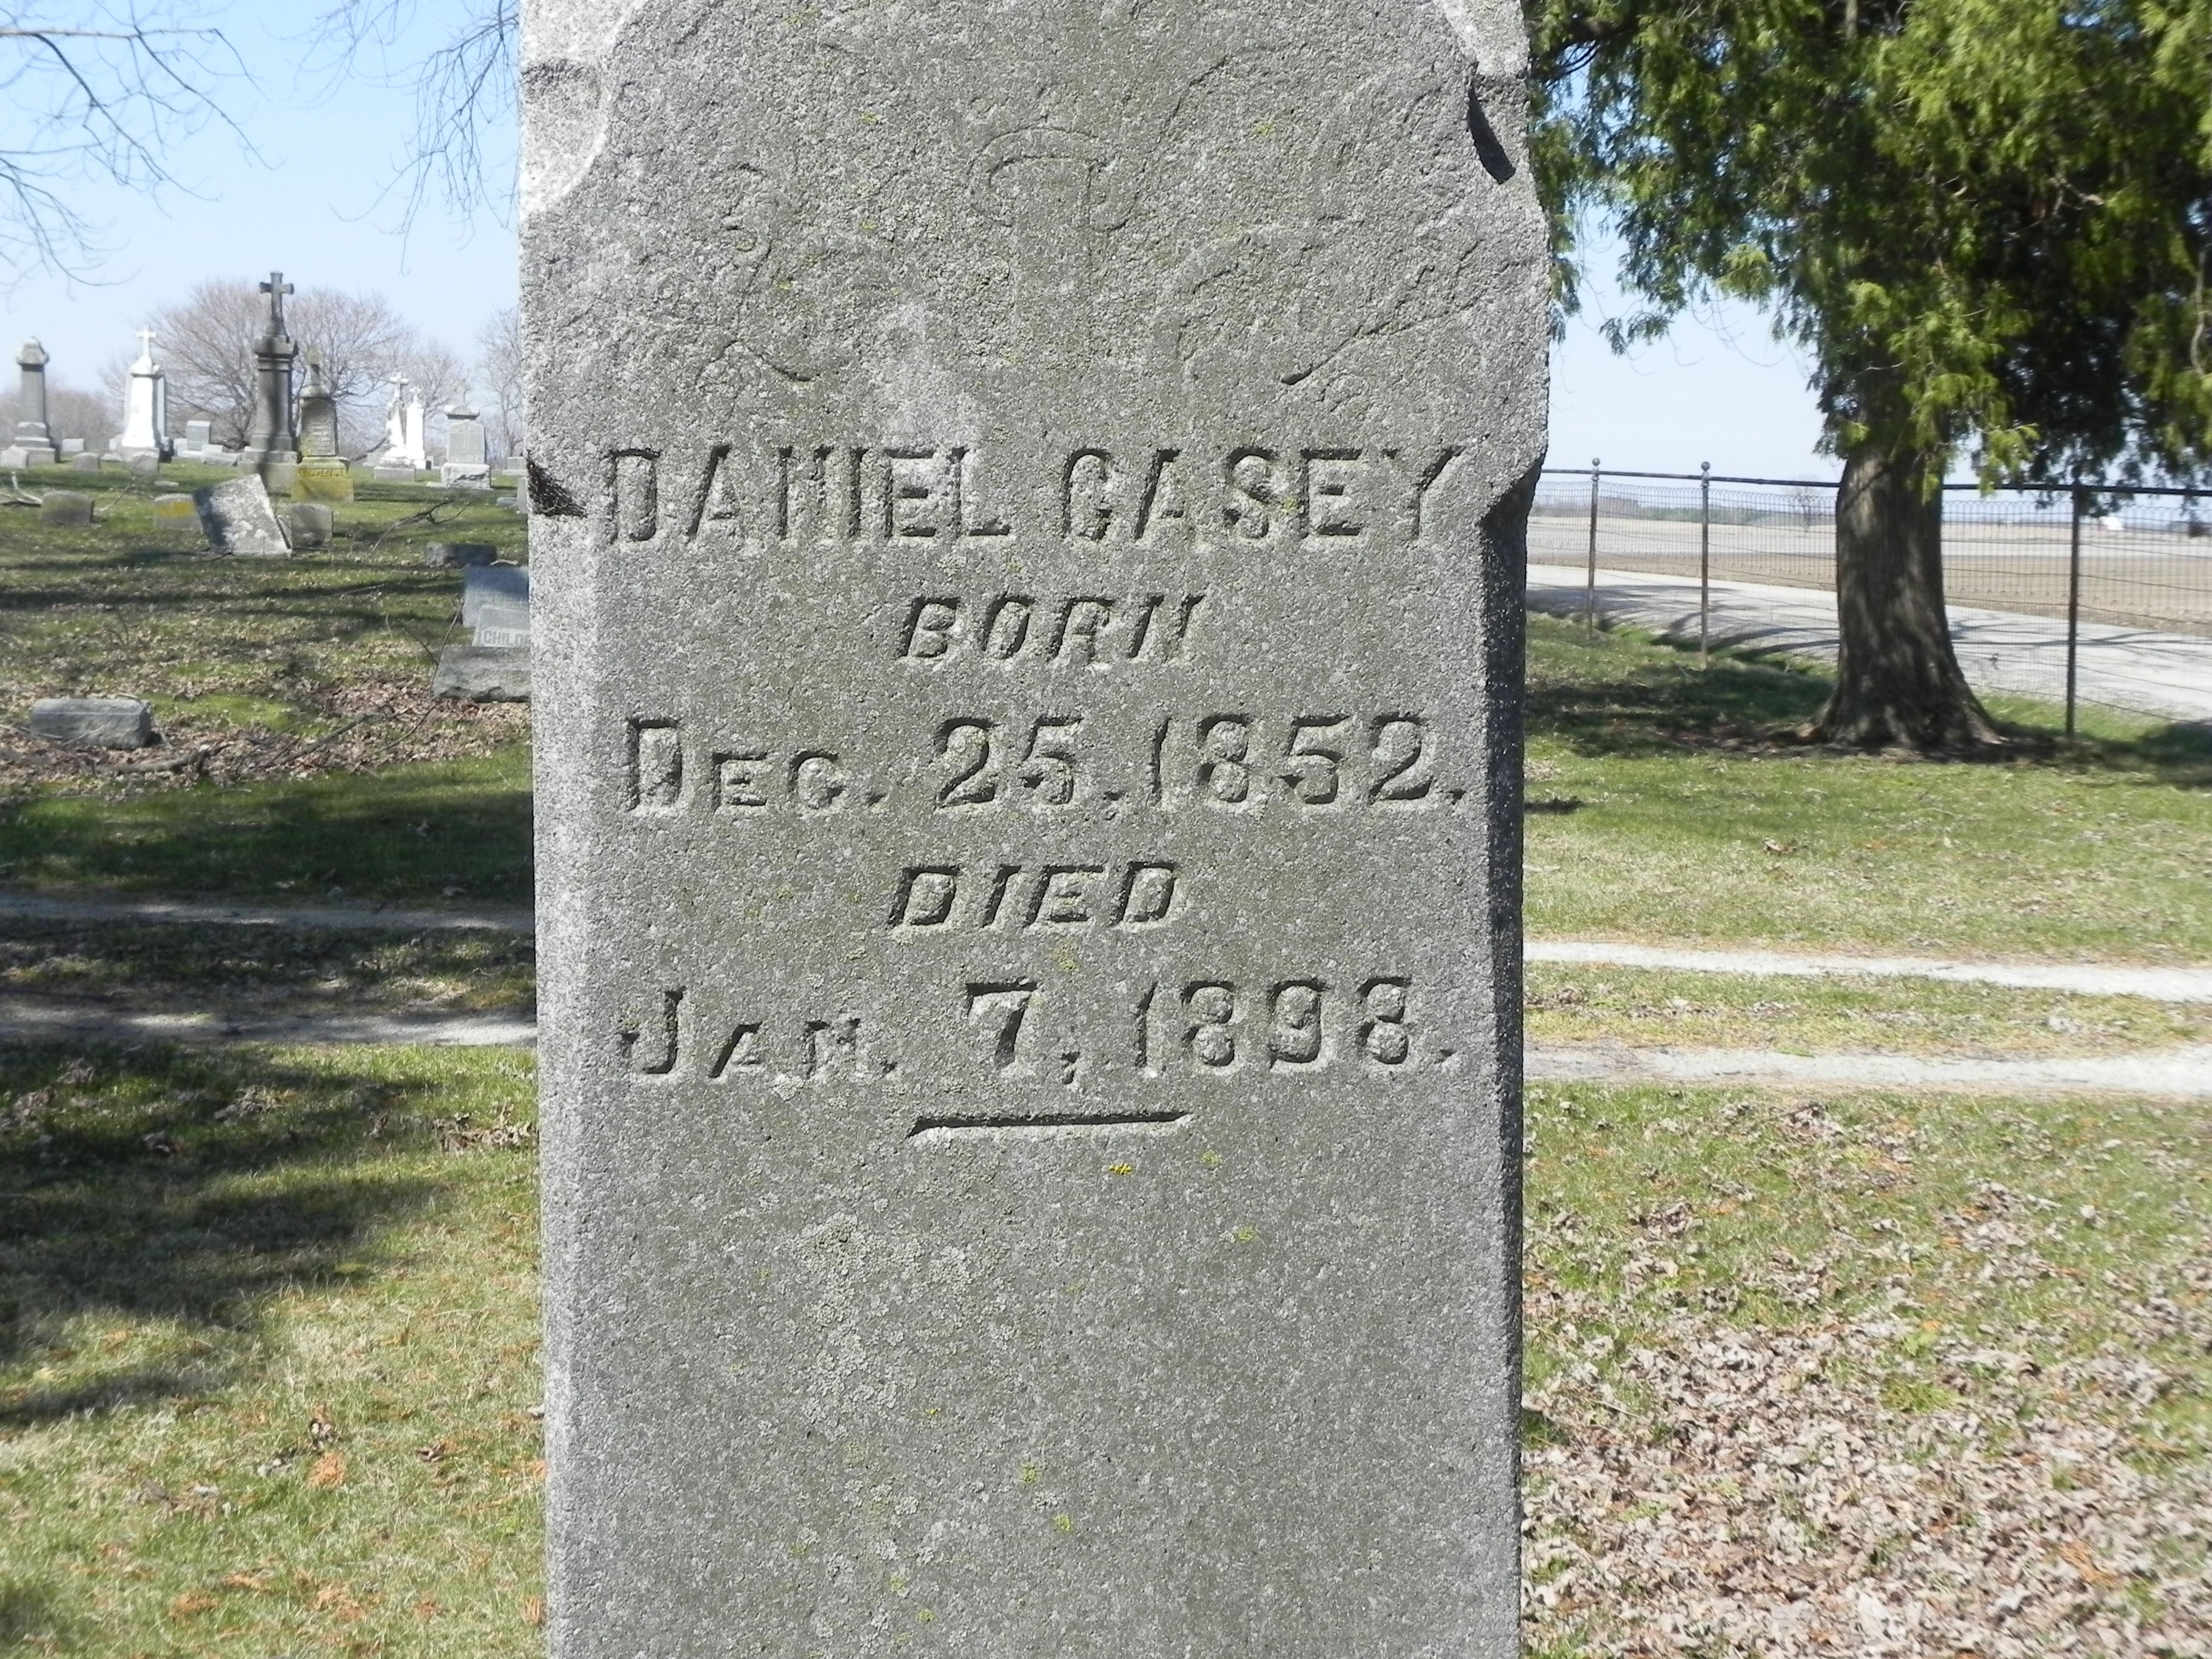 DANIEL CASEY
BORN
DEC. 25. 1852.
DIED
JAN. 7, 1898.